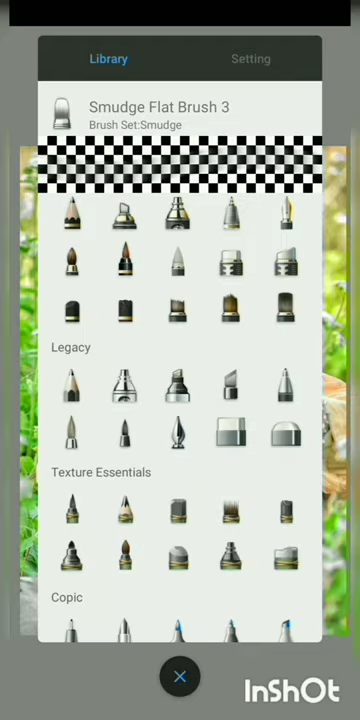 Library
Setting
Smudge Flat Brush 3
Brush Set:Smudge
Legacy
Texture Essentials
Copic
InShOt